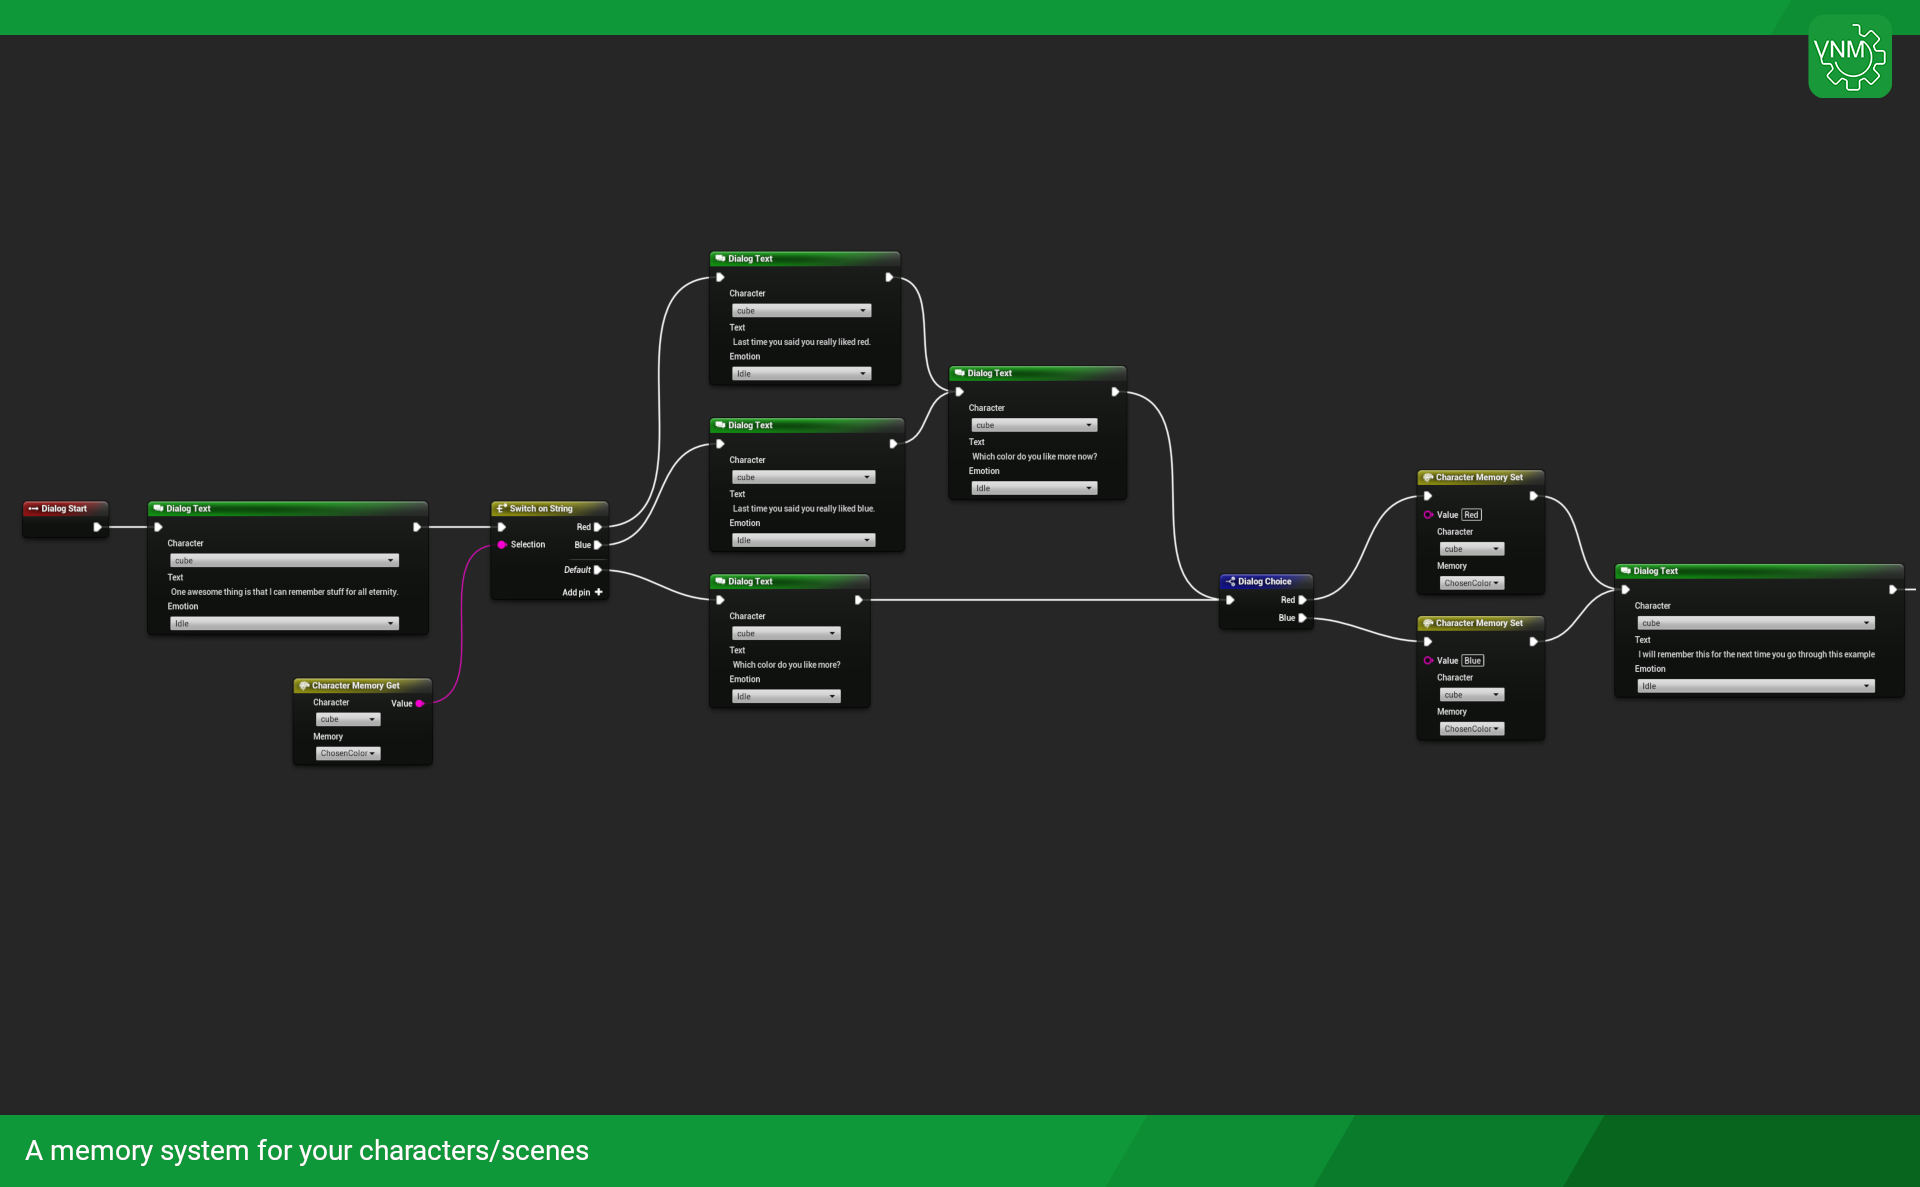 VNM
Dialog Start
Dialog Text
Character
cube
Text
One awesome thing is that I can remember stuff for all eternity.
Emotion
Idle
Character Memory Get
Character
Value
cube
Memory
ChosenColor
Switch on String
Red
Selection
Blue
Default
Add pin
Dialog Text
Character
cube
Text
Last time you said you really liked red.
Emotion
Idle
Dialog Text
Character
cube
Text
Last time you said you really liked blue.
Emotion
Idle
Dialog Text
Character
cube
Text
Which color do you like more?
Emotion
Idle
Dialog Text
Character
cube
Text
Which color do you like more now?
Emotion
Idle
Dialog Choice
Red
Blue
Character Memory Set
Value Red
Character
cube
Memory
ChosenColor
Character Memory Set
Value Blue
Character
cube
Memory
ChosenColor
Dialog Text
Character
cube
Text
I will remember this for the next time you go through this example
Emotion
Idle
A memory system for your characters/scenes